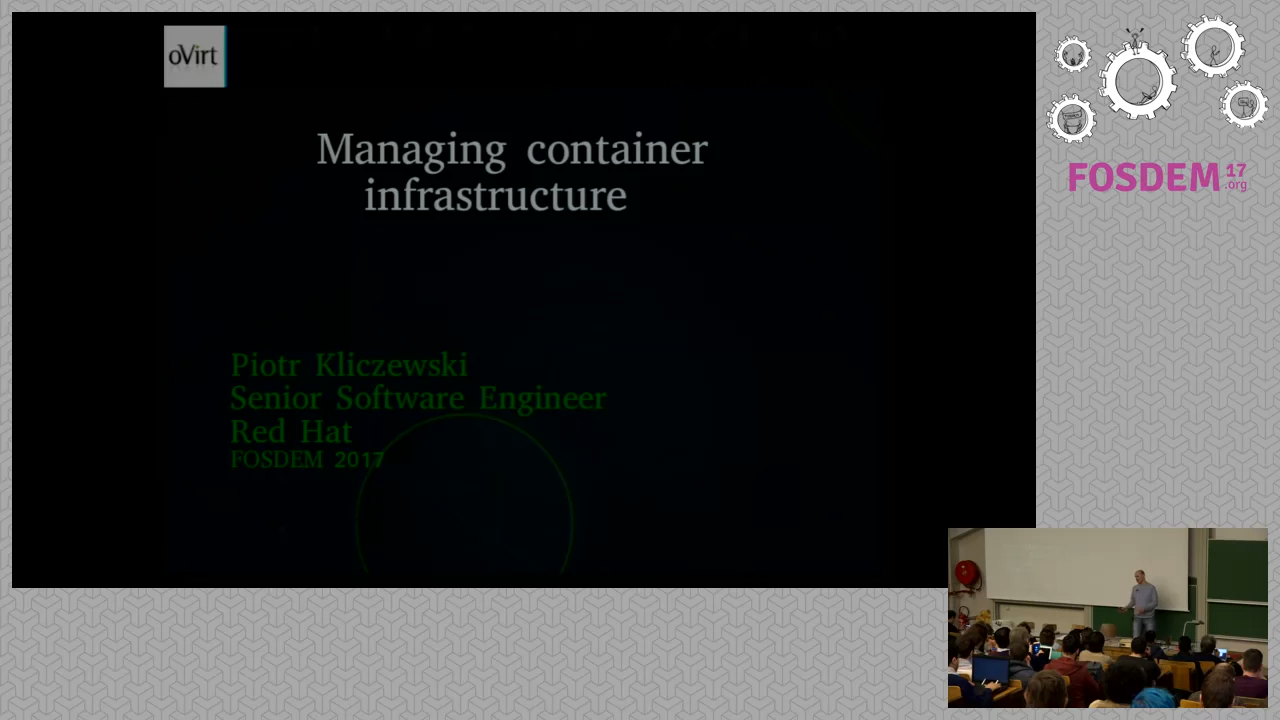 oVirt
Managing container
infrastructure
Piotr Kliczewski
Senior Software Engineer
Red Hat
FOSDEM 2017
FOSDEM 17
.org